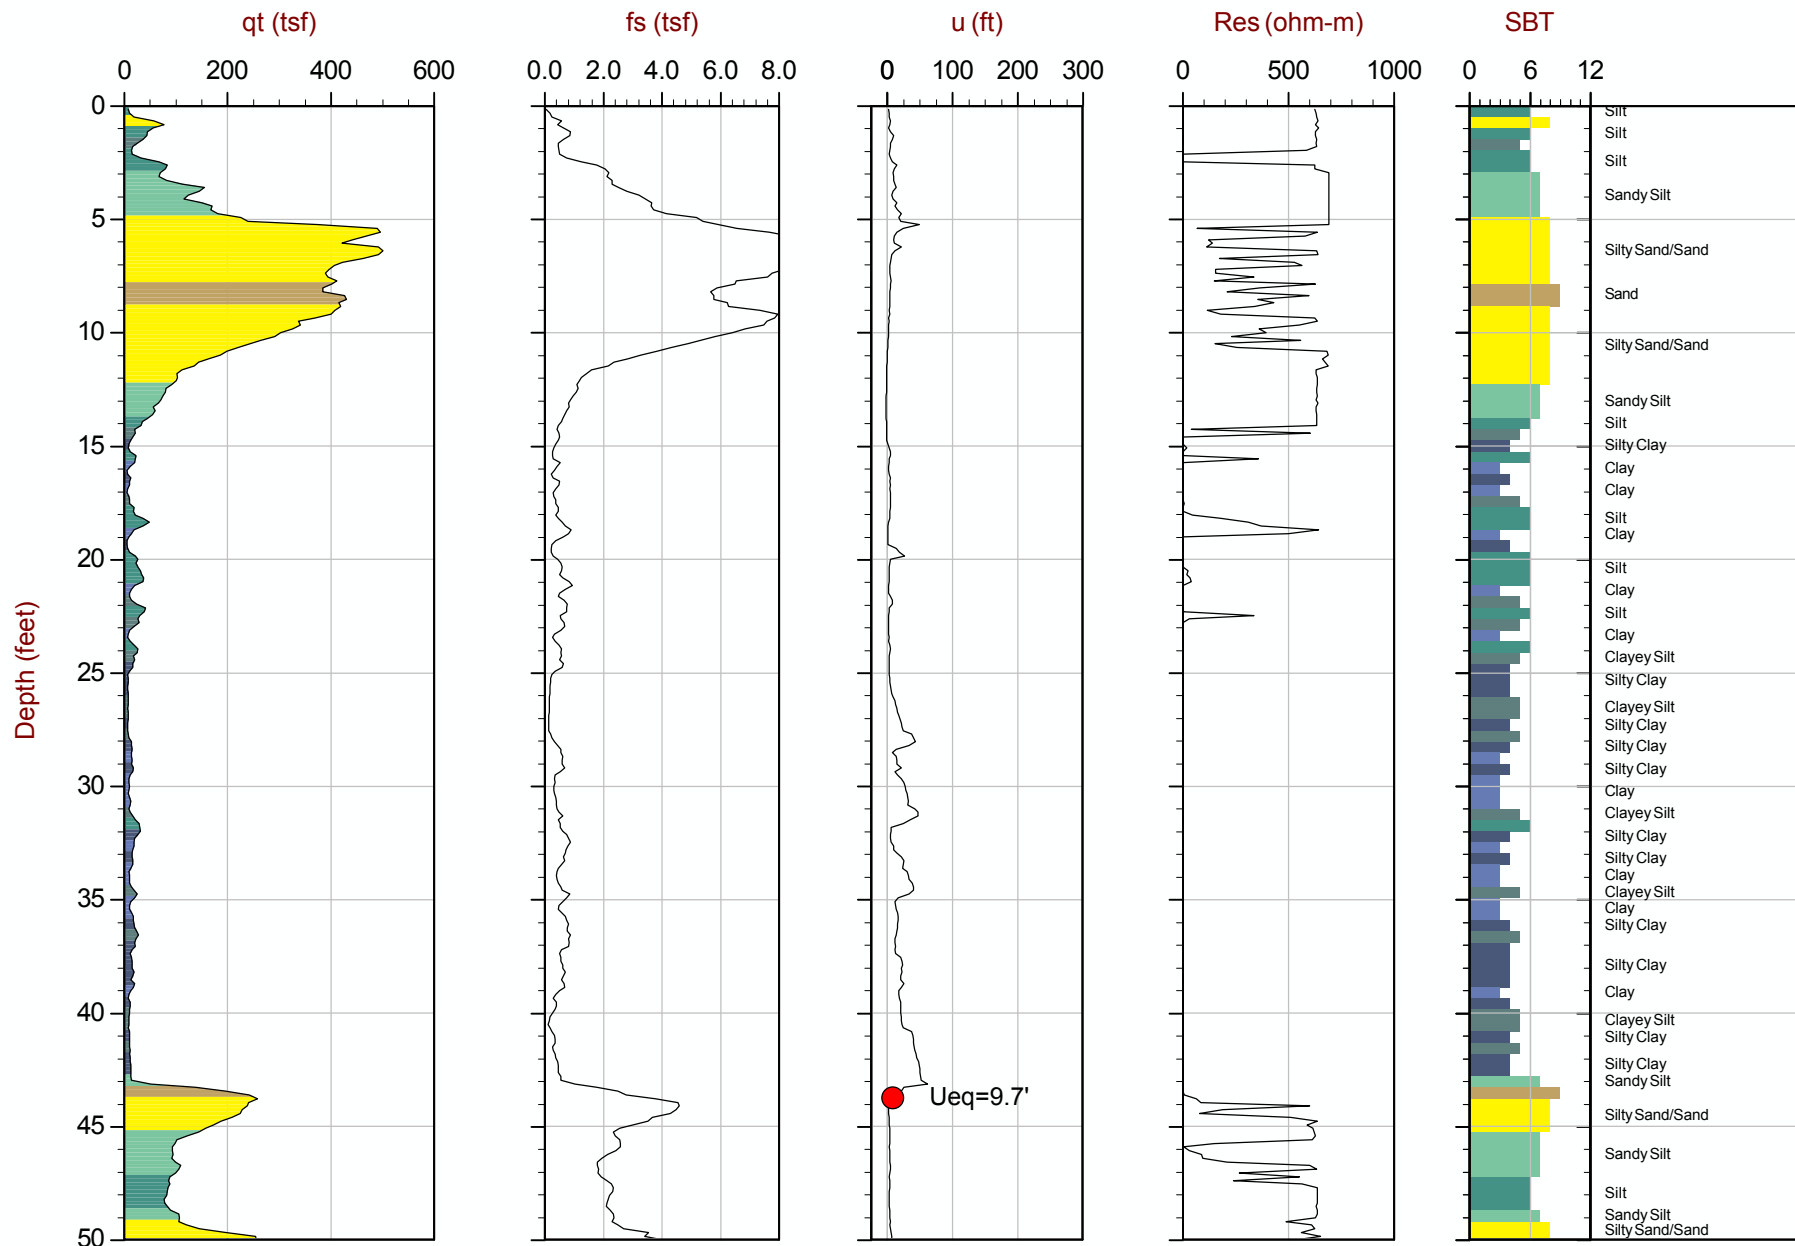 qt (tsf) fs (tsf) u (ft) Res (ohm-m) SBT
0 200 400 600 0.0 2.0 4.0 6.0 8.0 0 100 200 300 0 500 1000 0 6 12
0
Silt
Silt
Silt
Sandy Silt
5
Silty Sand/Sand
Sand
10
Silty Sand/Sand
Sandy Silt
Silt
15 Silty Clay
Clay
Clay
Silt
Clay
20
Silt
Clay
Silt
Clay
Clayey Silt
25
Silty Clay
Clayey Silt
Silty Clay
Silty Clay
Silty Clay
30
Clay
Clayey Silt
Silty Clay
Silty Clay
Clay
Clayey Silt
35
Clay
Silty Clay
Silty Clay
Clay
40
Clayey Silt
Silty Clay
Silty Clay
Sandy Silt
Ueq=9.7'
Silty Sand/Sand
45
Sandy Silt
Silt
Sandy Silt
Silty Sand/Sand
50
Depth (feet)